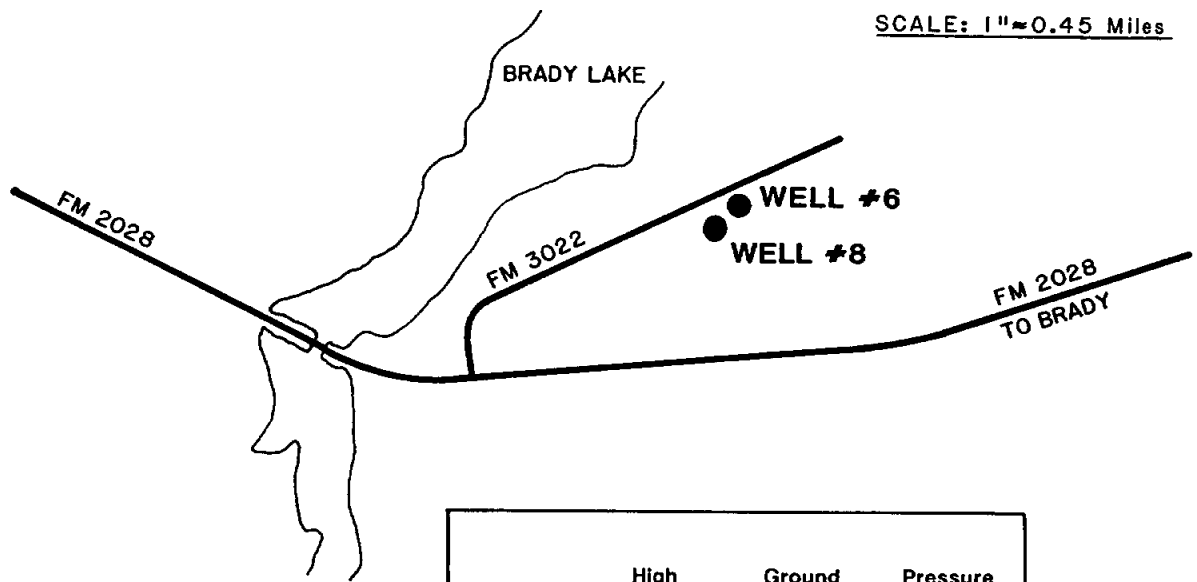 SCALE: 1"≈0.45 Miles
BRADY LAKE
FM 2028
WELL #6
FM 3022
WELL #8
FM 2028
TO BRADY
High Ground Pressure